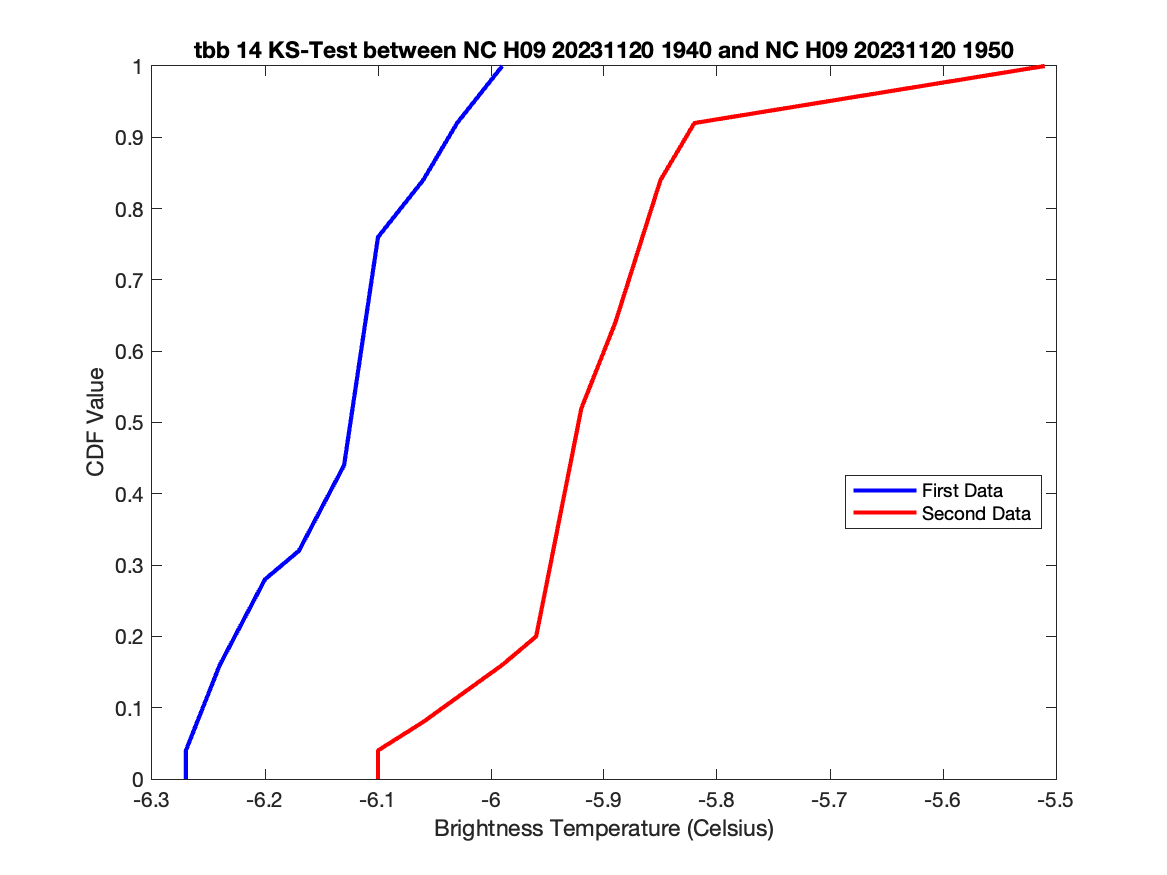 tbb 14 KS-Test between NC H09 20231120 1940 and NC H09 20231120 1950
1
0.9
0.8
0.7
0.6
0.5
0.4
0.3
0.2
0.1
0
CDF Value
First Data
Second Data
-6.3 -6.2 -6.1 -6 -5.9 -5.8 -5.7 -5.6 -5.5
Brightness Temperature (Celsius)